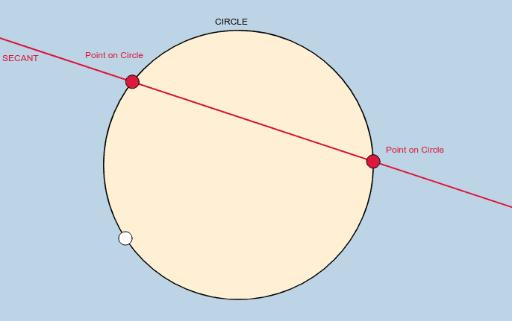 CIRCLE
Point on Circle
SECANT
Point on Circle